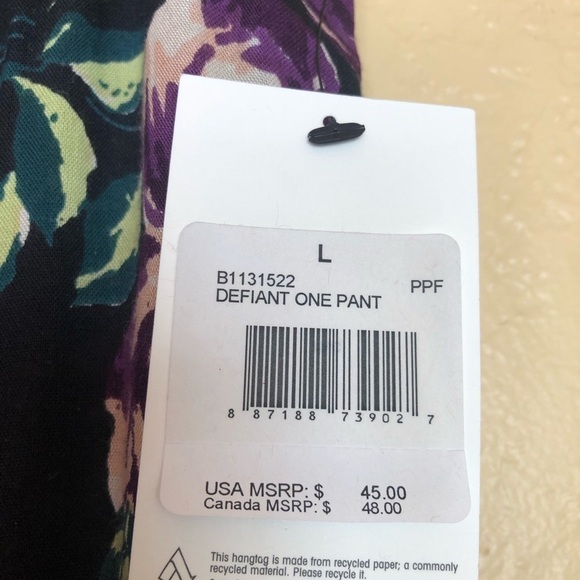 L
B1131522 PPF
DEFIANT ONE PANT
8 87188 73902 7
USA MSRP: $ 45.00
Canada MSRP: $ 48.00
This hangtag is made from recycled paper; a commonly
recycled material. Please recycle it.